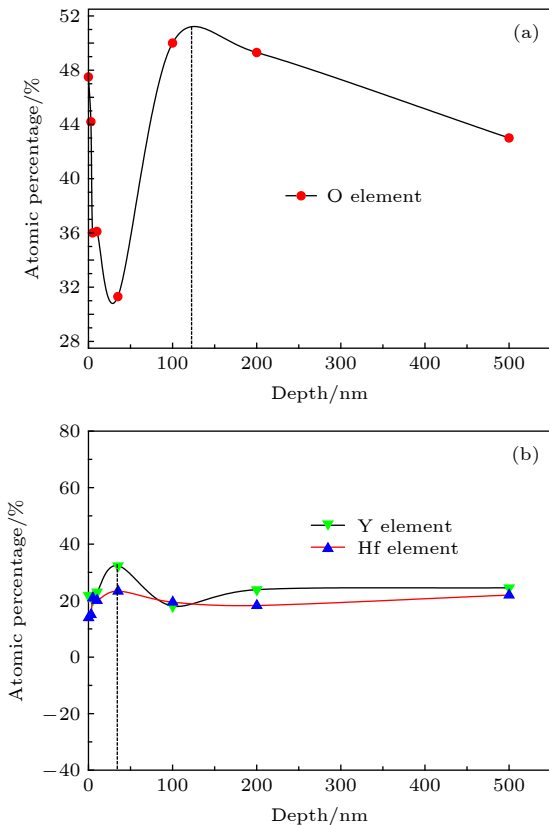 (a)
Atomic percentage/%
52
48
44
40
36
32
28
O element
0
100
200
300
400
500
Depth/nm
(b)
Atomic percentage/%
80
60
40
20
0
−20
−40
Y element
Hf element
0
100
200
300
400
500
Depth/nm